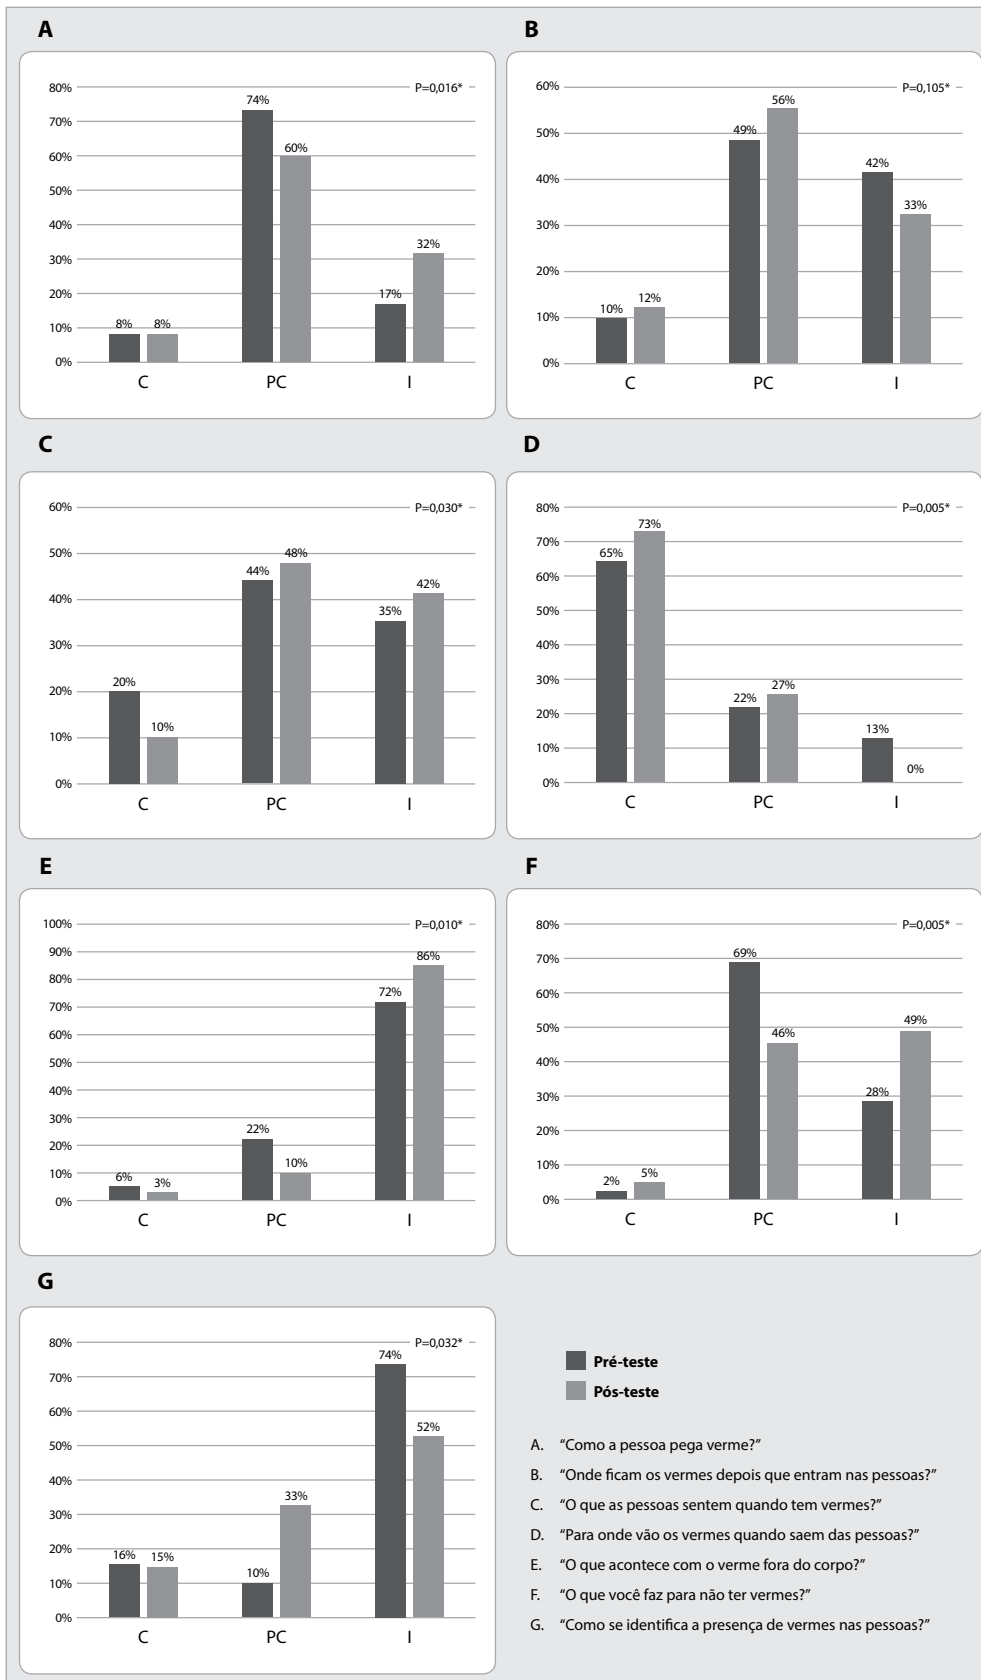 A
80%
70%
60%
50%
40%
30%
20%
10%
0%
P=0,016*
8% 8%
74% 60%
17% 32%
C PC I
B
60%
50%
40%
30%
20%
10%
0%
P=0,105*
10% 12%
49% 56%
42% 33%
C PC I
C
60%
50%
40%
30%
20%
10%
0%
P=0,030*
20% 10%
44% 48%
35% 42%
C PC I
D
80%
70%
60%
50%
40%
30%
20%
10%
0%
P=0,005*
65% 73%
22% 27%
13% 0%
C PC I
E
100%
90%
80%
70%
60%
50%
40%
30%
20%
10%
0%
P=0,010*
6% 3%
22% 10%
72% 86%
C PC I
F
80%
70%
60%
50%
40%
30%
20%
10%
0%
P=0,005*
2% 5%
69% 46%
28% 49%
C PC I
G
80%
70%
60%
50%
40%
30%
20%
10%
0%
P=0,032*
16% 15%
10% 33%
74% 52%
C PC I
Pré-teste
Pós-teste
A. “Como a pessoa pega verme?”
B. “Onde ficam os vermes depois que entram nas pessoas?”
C. “O que as pessoas sentem quando tem vermes?”
D. “Para onde vão os vermes quando saem das pessoas?”
E. “O que acontece com o verme fora do corpo?”
F. “O que você faz para não ter vermes?”
G. “Como se identifica a presença de vermes nas pessoas?”